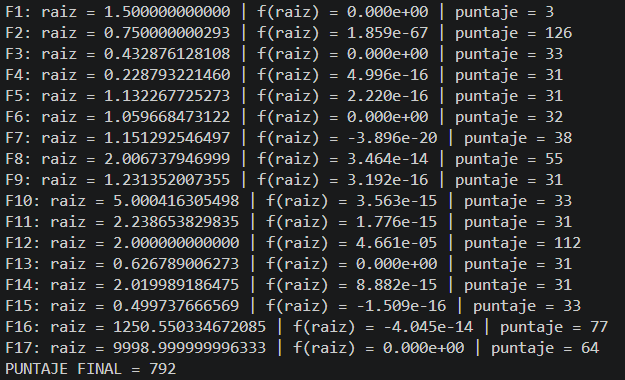 F1: raiz = 1.500000000000 | f(raiz) = 0.000e+00 | puntaje = 3
F2: raiz = 0.750000000293 | f(raiz) = 1.859e-67 | puntaje = 126
F3: raiz = 0.432876128108 | f(raiz) = 0.000e+00 | puntaje = 33
F4: raiz = 0.228793221460 | f(raiz) = 4.996e-16 | puntaje = 31
F5: raiz = 1.132267725273 | f(raiz) = 2.220e-16 | puntaje = 31
F6: raiz = 1.059668473122 | f(raiz) = 0.000e+00 | puntaje = 32
F7: raiz = 1.151292546497 | f(raiz) = -3.896e-20 | puntaje = 38
F8: raiz = 2.006737946999 | f(raiz) = 3.464e-14 | puntaje = 55
F9: raiz = 1.231352007355 | f(raiz) = 3.192e-16 | puntaje = 31
F10: raiz = 5.000416305498 | f(raiz) = 3.563e-15 | puntaje = 33
F11: raiz = 2.238653829835 | f(raiz) = 1.776e-15 | puntaje = 31
F12: raiz = 2.000000000000 | f(raiz) = 4.661e-05 | puntaje = 112
F13: raiz = 0.626789006273 | f(raiz) = 0.000e+00 | puntaje = 31
F14: raiz = 2.019989186475 | f(raiz) = 8.882e-15 | puntaje = 31
F15: raiz = 0.499737666569 | f(raiz) = -1.509e-16 | puntaje = 33
F16: raiz = 1250.550334672085 | f(raiz) = -4.045e-14 | puntaje = 77
F17: raiz = 9998.999999996333 | f(raiz) = 0.000e+00 | puntaje = 64
PUNTAJE FINAL = 792